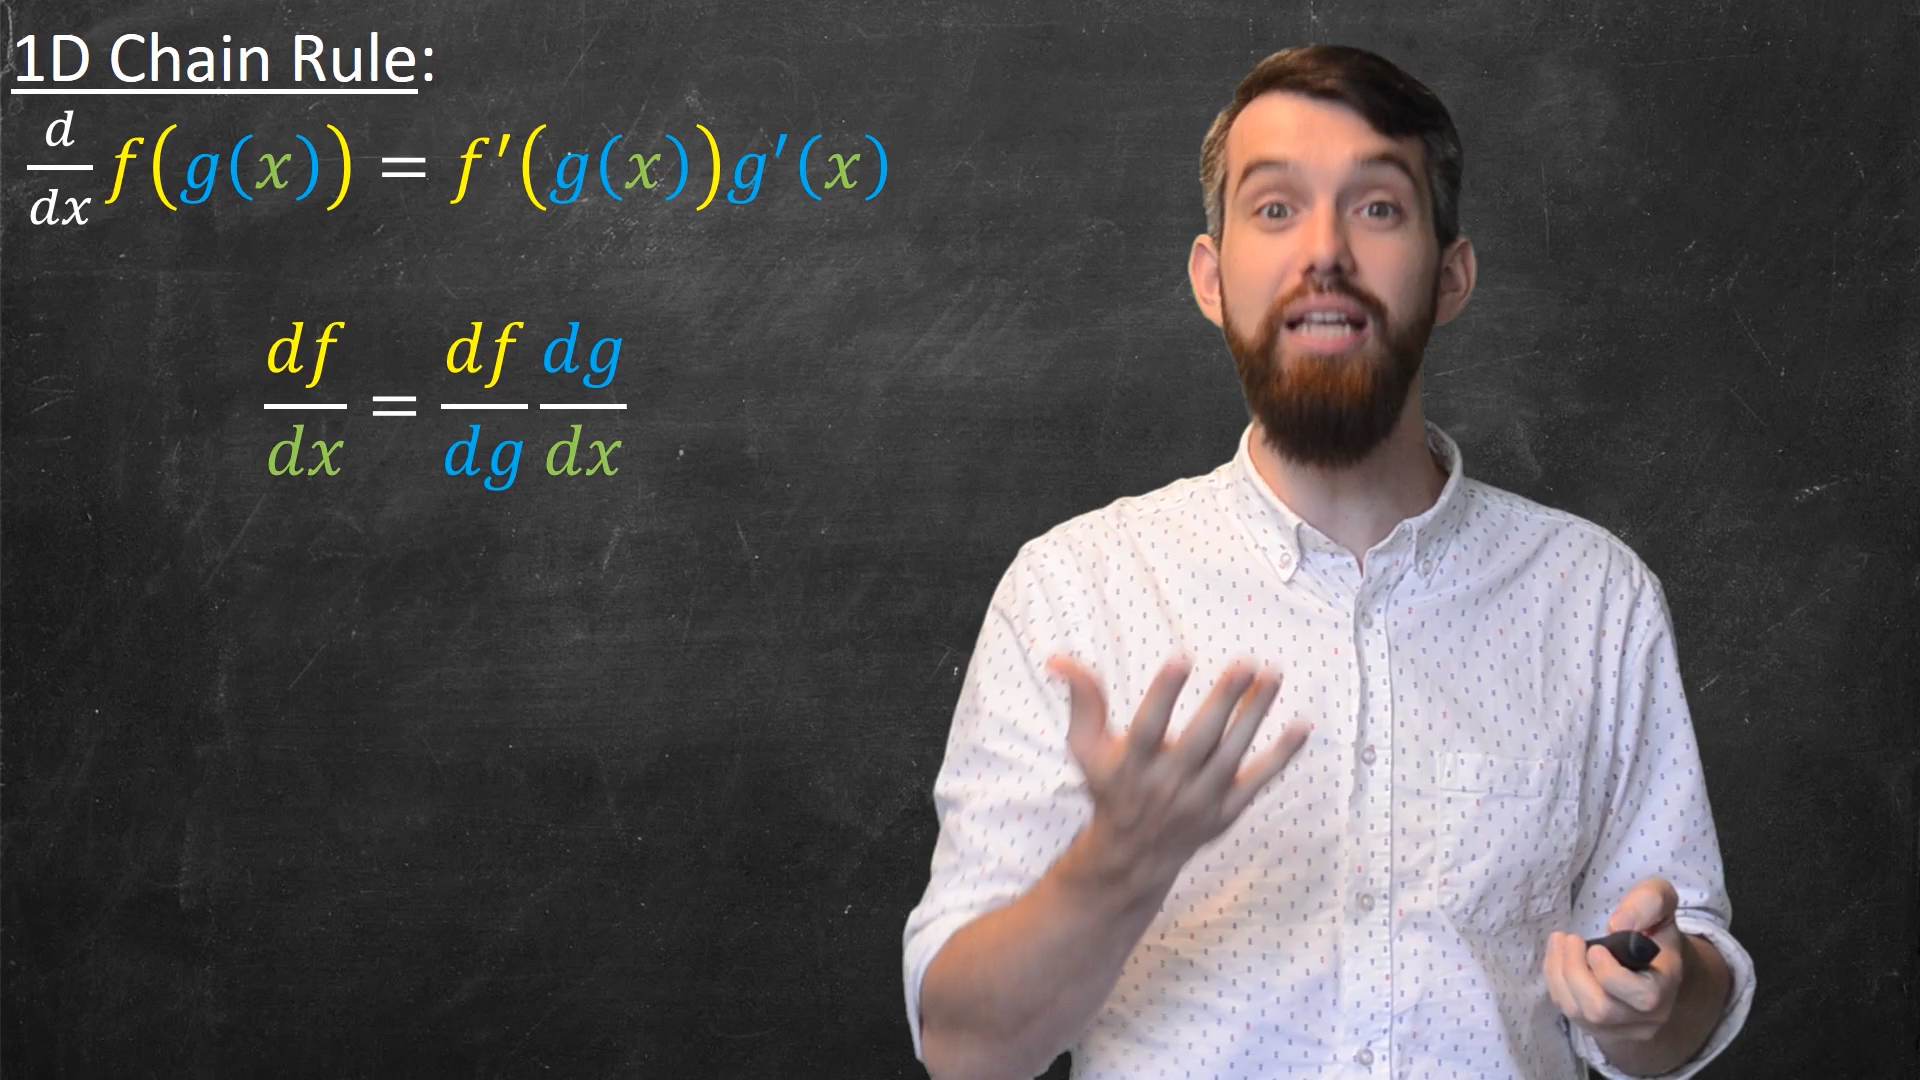 1D Chain Rule:
d/dx f(g(x)) = f′(g(x))g′(x)
df/dx = df/dg dg/dx